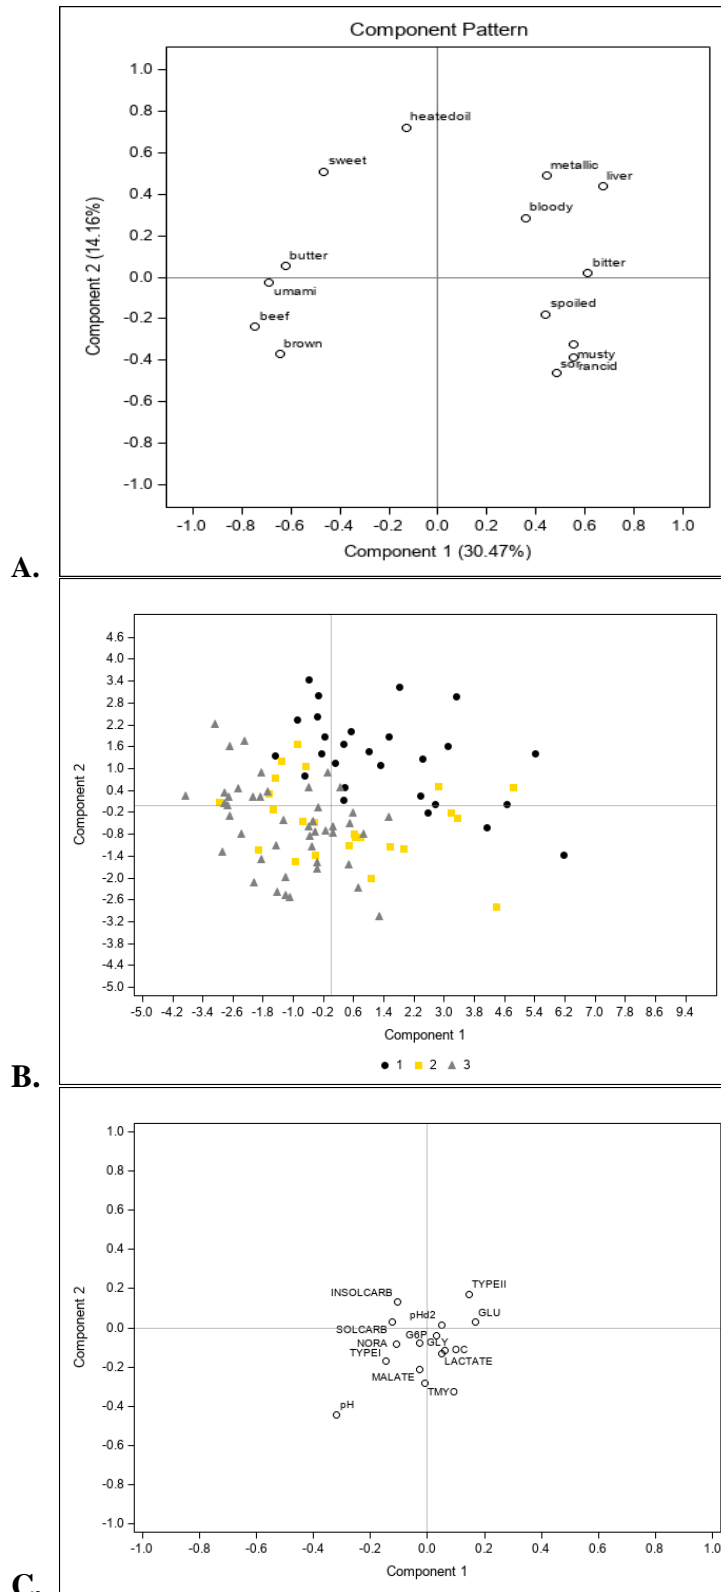 Component Pattern
1.0
0.8
0.6
0.4
0.2
0.0
-0.2
-0.4
-0.6
-0.8
-1.0
Component 2 (14.16%)
heatedoil
sweet
metallic
liver
bloody
butter
bitter
umami
beef
spoiled
brown
musty
rancid
-1.0 -0.8 -0.6 -0.4 -0.2 0.0 0.2 0.4 0.6 0.8 1.0
Component 1 (30.47%)
A.
4.6
4.0
3.4
2.8
2.2
1.6
1.0
0.4
-0.2
-0.8
-1.4
-2.0
-2.6
-3.2
-3.8
-4.4
-5.0
Component 2
-5.0 -4.2 -3.4 -2.6 -1.8 -1.0 -0.2 0.6 1.4 2.2 3.0 3.8 4.6 5.4 6.2 7.0 7.8 8.6 9.4
Component 1
1 2 3
B.
1.0
0.8
0.6
0.4
0.2
0.0
-0.2
-0.4
-0.6
-0.8
-1.0
Component 2
TYPEII
INSOLCARB
GLU
pHd2
SOLCARB
G6P
NORA
GLY
OC
TYPEI
LACTATE
MALATE
TMYO
pH
-1.0 -0.8 -0.6 -0.4 -0.2 0.0 0.2 0.4 0.6 0.8 1.0
Component 1
C.